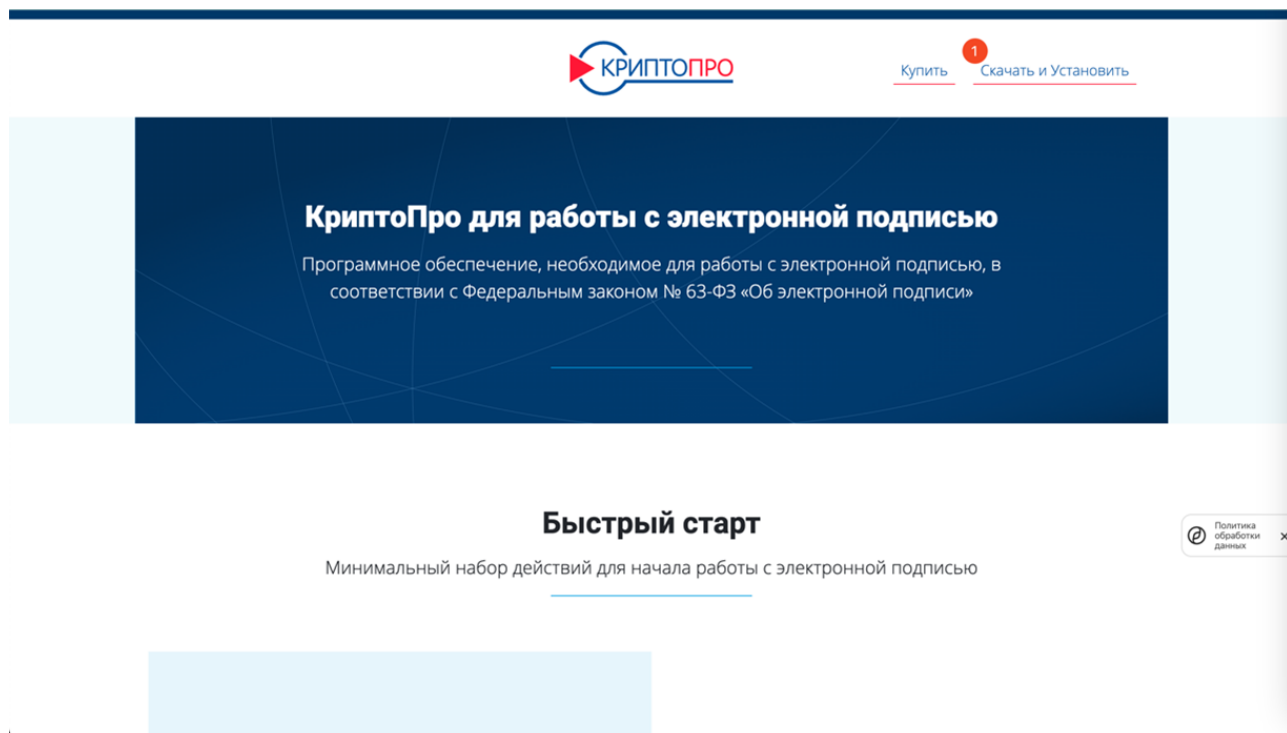 КРИПТОПРО
Купить
1
Скачать и Установить
КриптоПро для работы с электронной подписью
Программное обеспечение, необходимое для работы с электронной подписью, в
соответствии с Федеральным законом № 63-ФЗ «Об электронной подписи»
Быстрый старт
Минимальный набор действий для начала работы с электронной подписью
Политика
обработки
данных